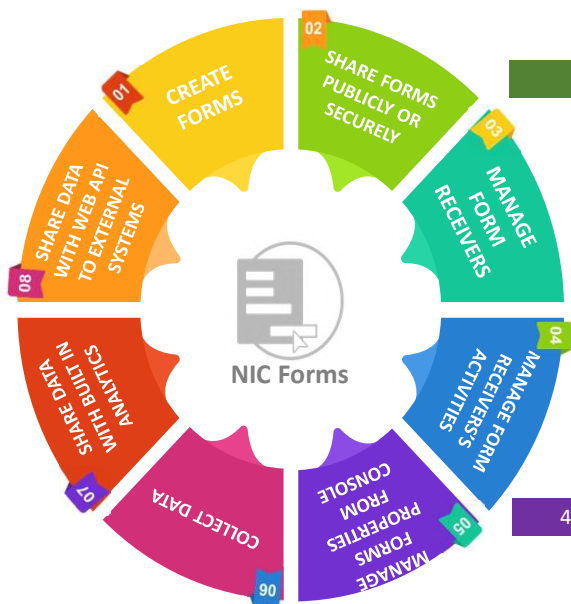 01
CREATE
FORMS
02
SHARE FORMS
PUBLICLY OR
SECURELY
03
MANAGE
FORM
RECEIVERS
04
MANAGE FORM
RECEIVERS'S
ACTIVITIES
05
MANAGE
FORMS
PROPERTIES
FROM
CONSOLE
06
COLLECT DATA
07
SHARE DATA
WITH BUILT IN
ANALYTICS
08
SHARE DATA
WITH WEB API
TO EXTERNAL
SYSTEMS
NIC Forms
4